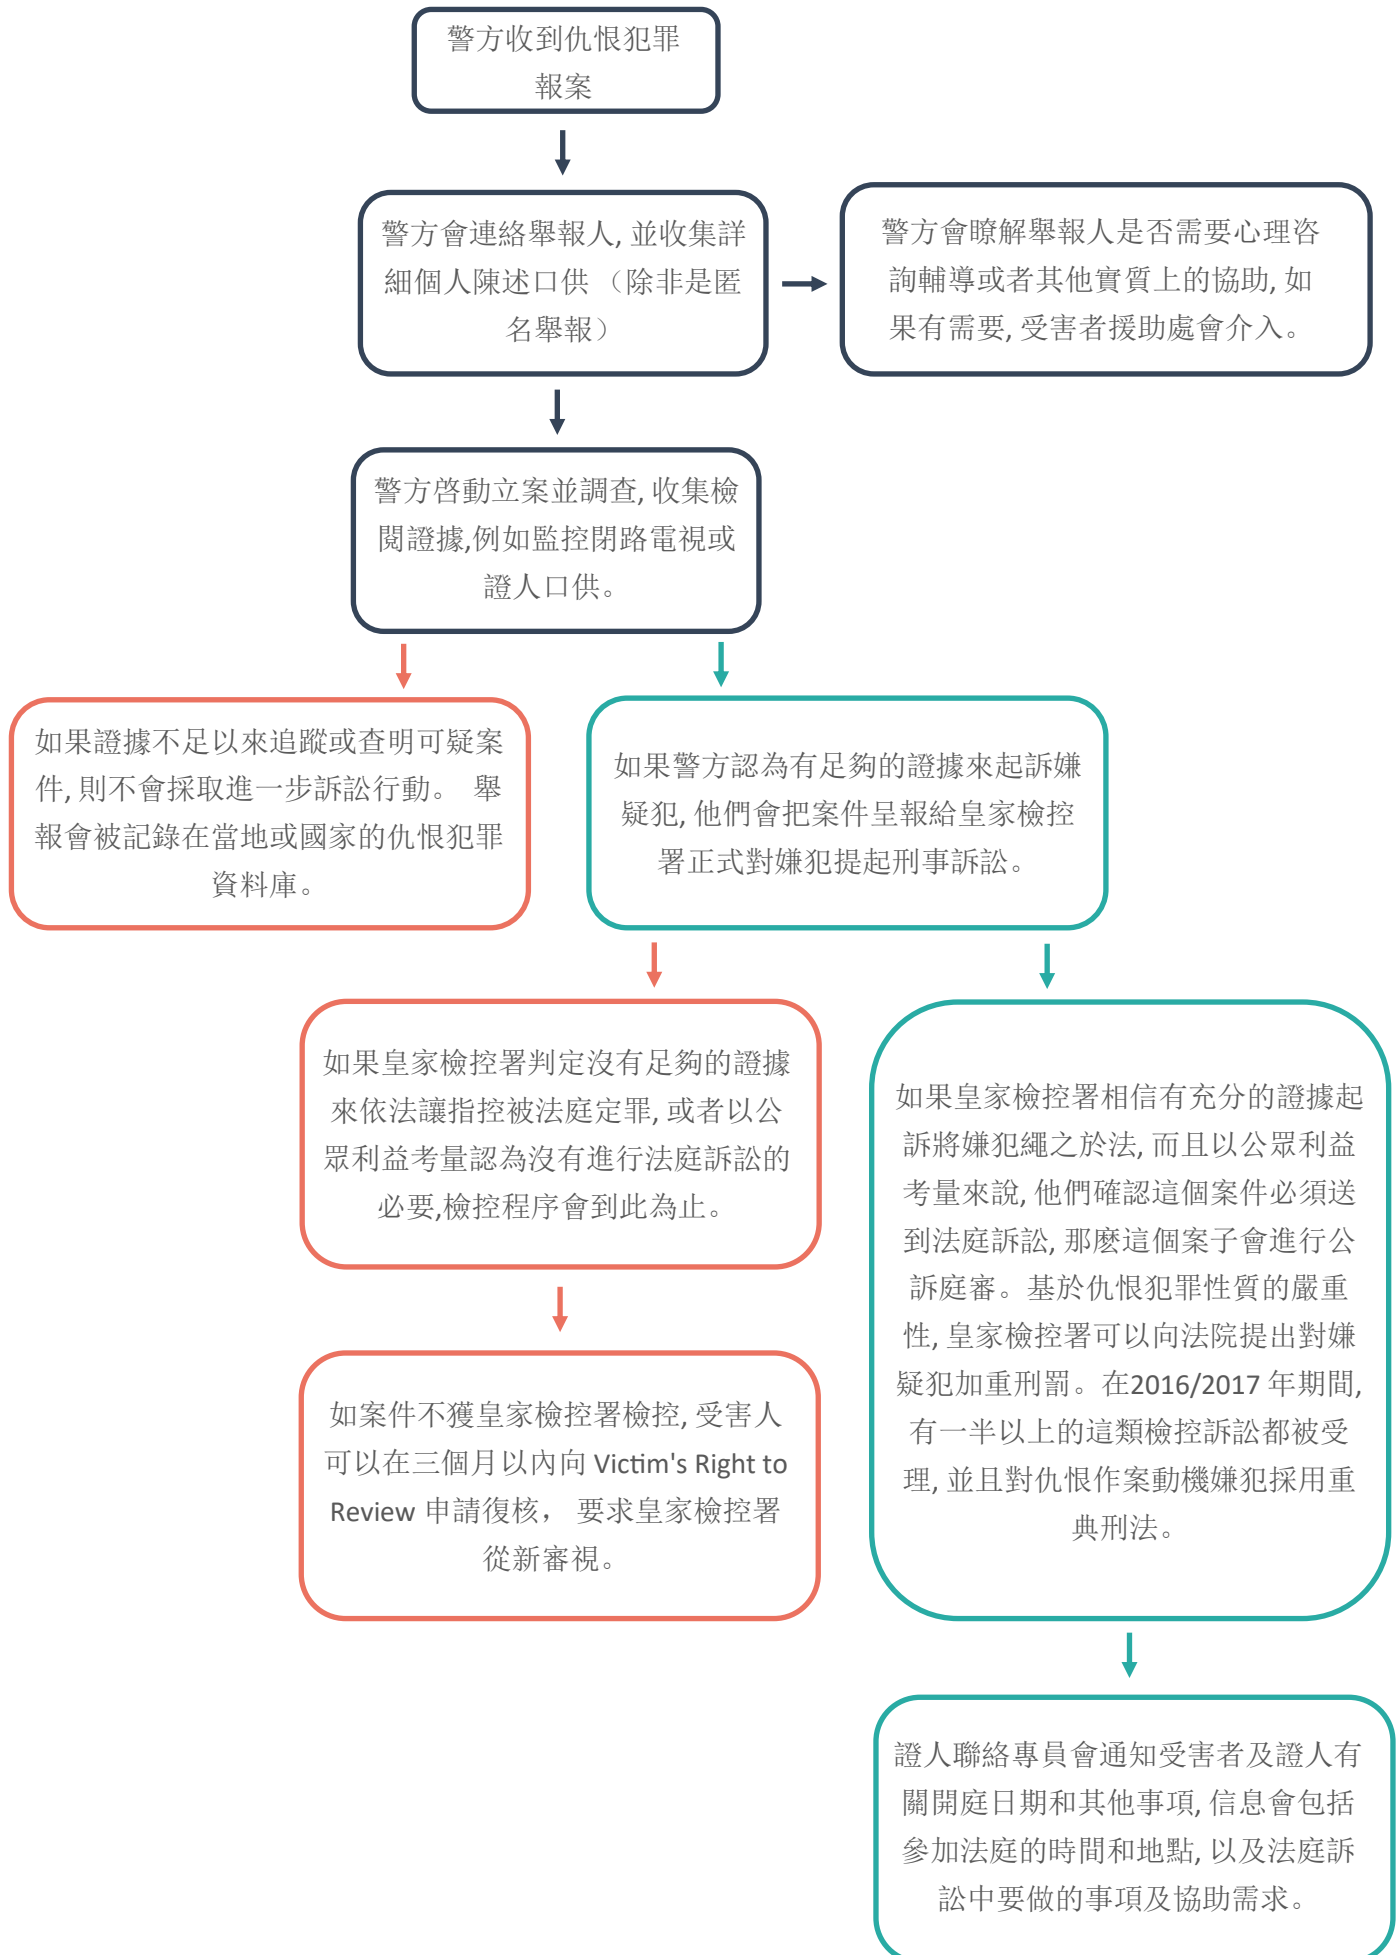 警方收到仇恨犯罪
報案
警方會連絡舉報人, 並收集詳
細個人陳述口供 （除非是匿
名舉報）
警方會瞭解舉報人是否需要心理咨
詢輔導或者其他實質上的協助, 如
果有需要, 受害者援助處會介入。
警方啓動立案並調查, 收集檢
閱證據,例如監控閉路電視或
證人口供。
如果證據不足以來追蹤或查明可疑案
件, 則不會採取進一步訴訟行動。 舉
報會被記錄在當地或國家的仇恨犯罪
資料庫。
如果警方認為有足夠的證據來起訴嫌
疑犯, 他們會把案件呈報給皇家檢控
署正式對嫌犯提起刑事訴訟。
如果皇家檢控署判定沒有足夠的證據
來依法讓指控被法庭定罪, 或者以公
眾利益考量認為沒有進行法庭訴訟的
必要,檢控程序會到此為止。
如果皇家檢控署相信有充分的證據起
訴將嫌犯繩之於法, 而且以公眾利益
考量來說, 他們確認這個案件必須送
到法庭訴訟, 那麽這個案子會進行公
訴庭審。基於仇恨犯罪性質的嚴重
性, 皇家檢控署可以向法院提出對嫌
疑犯加重刑罰。在2016/2017 年期間,
有一半以上的這類檢控訴訟都被受
理, 並且對仇恨作案動機嫌犯採用重
典刑法。
如案件不獲皇家檢控署檢控, 受害人
可以在三個月以內向 Victim's Right to
Review 申請復核， 要求皇家檢控署
從新審視。
證人聯絡專員會通知受害者及證人有
關開庭日期和其他事項, 信息會包括
參加法庭的時間和地點, 以及法庭訴
訟中要做的事項及協助需求。